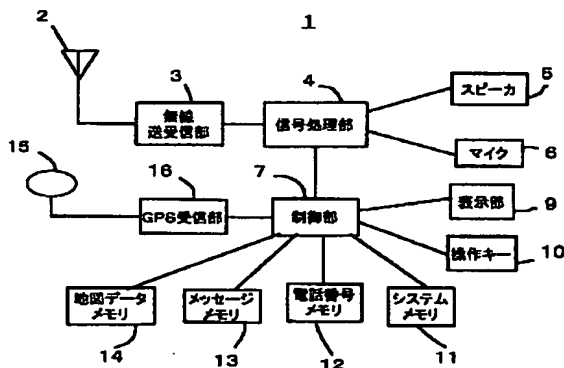 1
2
3
4
5
無線
送受信部
信号処理部
スピーカ
マイク
6
15
16
7
GPS受信部
制御部
表示部
9
操作キー
10
地図データ
メモリ
メッセージ
メモリ
電話番号
メモリ
システム
メモリ
14
13
12
11